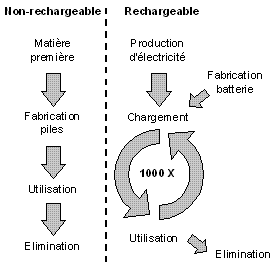 Non-rechargeable
Matière
première
Fabrication
piles
Utilisation
Elimination
Rechargeable
Production
d'électricité
Fabrication
batterie
Chargement
1000 X
Utilisation
Elimination